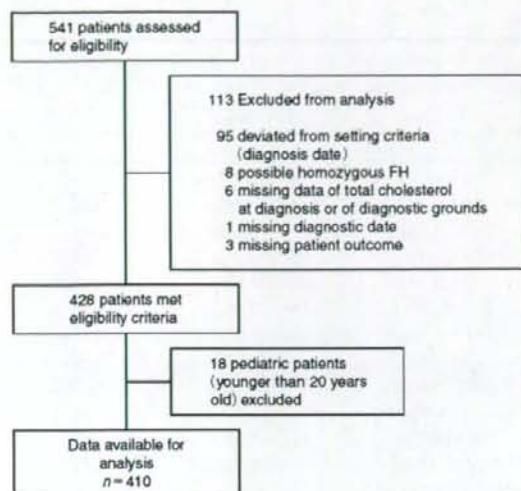 541 patients assessed
for eligibility
113 Excluded from analysis
95 deviated from setting criteria
(diagnosis date)
8 possible homozygous FH
6 missing data of total cholesterol
at diagnosis or of diagnostic grounds
1 missing diagnostic date
3 missing patient outcome
428 patients met
eligibility criteria
18 pediatric patients
(younger than 20 years
old) excluded
Data available for
analysis
n=410